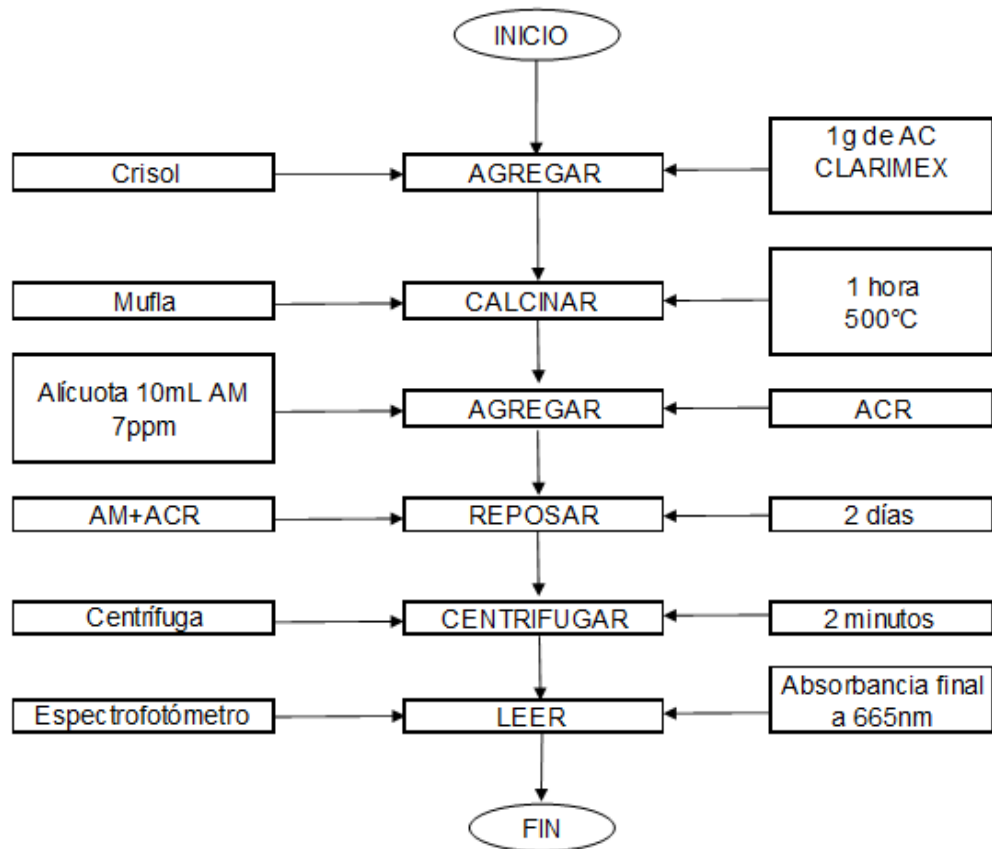 INICIO
Crisol
AGREGAR
1g de AC
CLARIMEX
Mufla
CALCINAR
1 hora
500°C
Alícuota 10mL AM
7ppm
AGREGAR
ACR
AM+ACR
REPOSAR
2 días
Centrífuga
CENTRIFUGAR
2 minutos
Espectrofotómetro
LEER
Absorbancia final
a 665nm
FIN